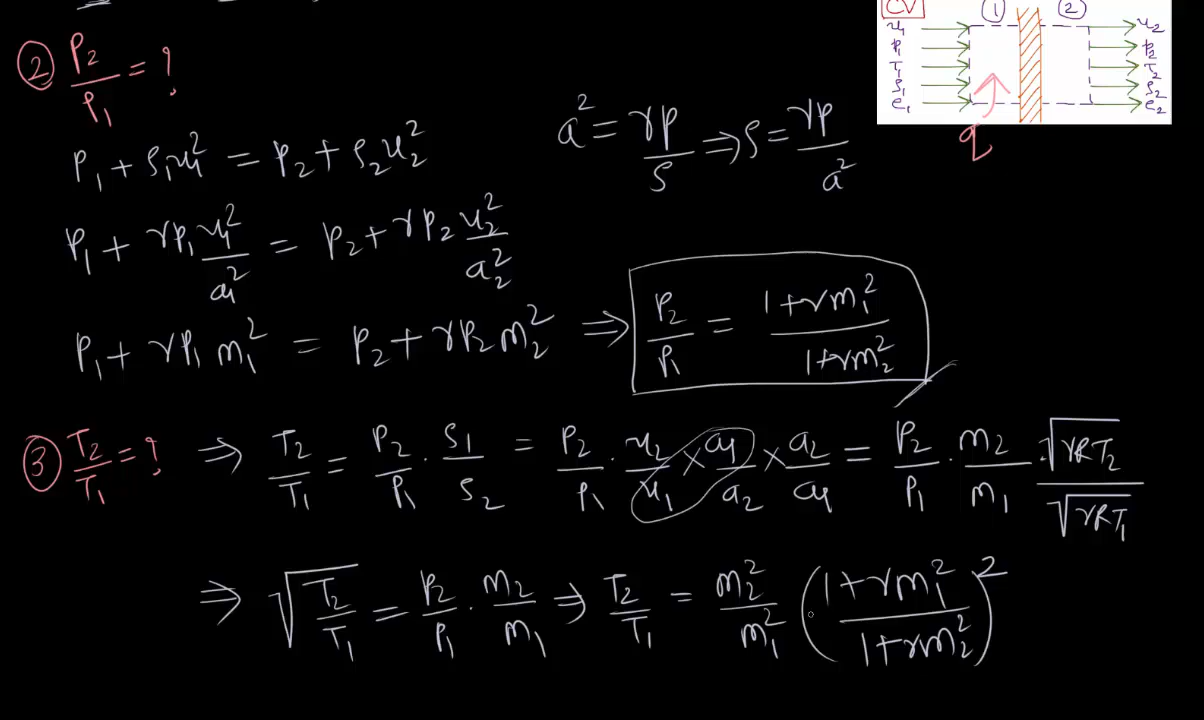 CV ① ②
u₁ u₂
p₁ p₂
T₁ T₂
ρ₁ ρ₂
e₁ e₂
q
② P₂/P₁ = ?
P₁ + ρ₁u₁² = P₂ + ρ₂u₂²
a² = γp/ρ ⇒ ρ = γp/a²
P₁ + γP₁ u₁²/a₁² = P₂ + γP₂ u₂²/a₂²
P₁ + γP₁ M₁² = P₂ + γP₂ M₂² ⇒ P₂/P₁ = (1+γM₁²)/(1+γM₂²)
③ T₂/T₁ = ? ⇒ T₂/T₁ = P₂/P₁ · ρ₁/ρ₂ = P₂/P₁ · u₂/u₁ × a₁/a₂ × a₂/a₁ = P₂/P₁ · M₂/M₁ · √(γRT₂)/√(γRT₁)
⇒ √(T₂/T₁) = P₂/P₁ · M₂/M₁ ⇒ T₂/T₁ = M₂²/M₁² ((1+γM₁²)/(1+γM₂²))²